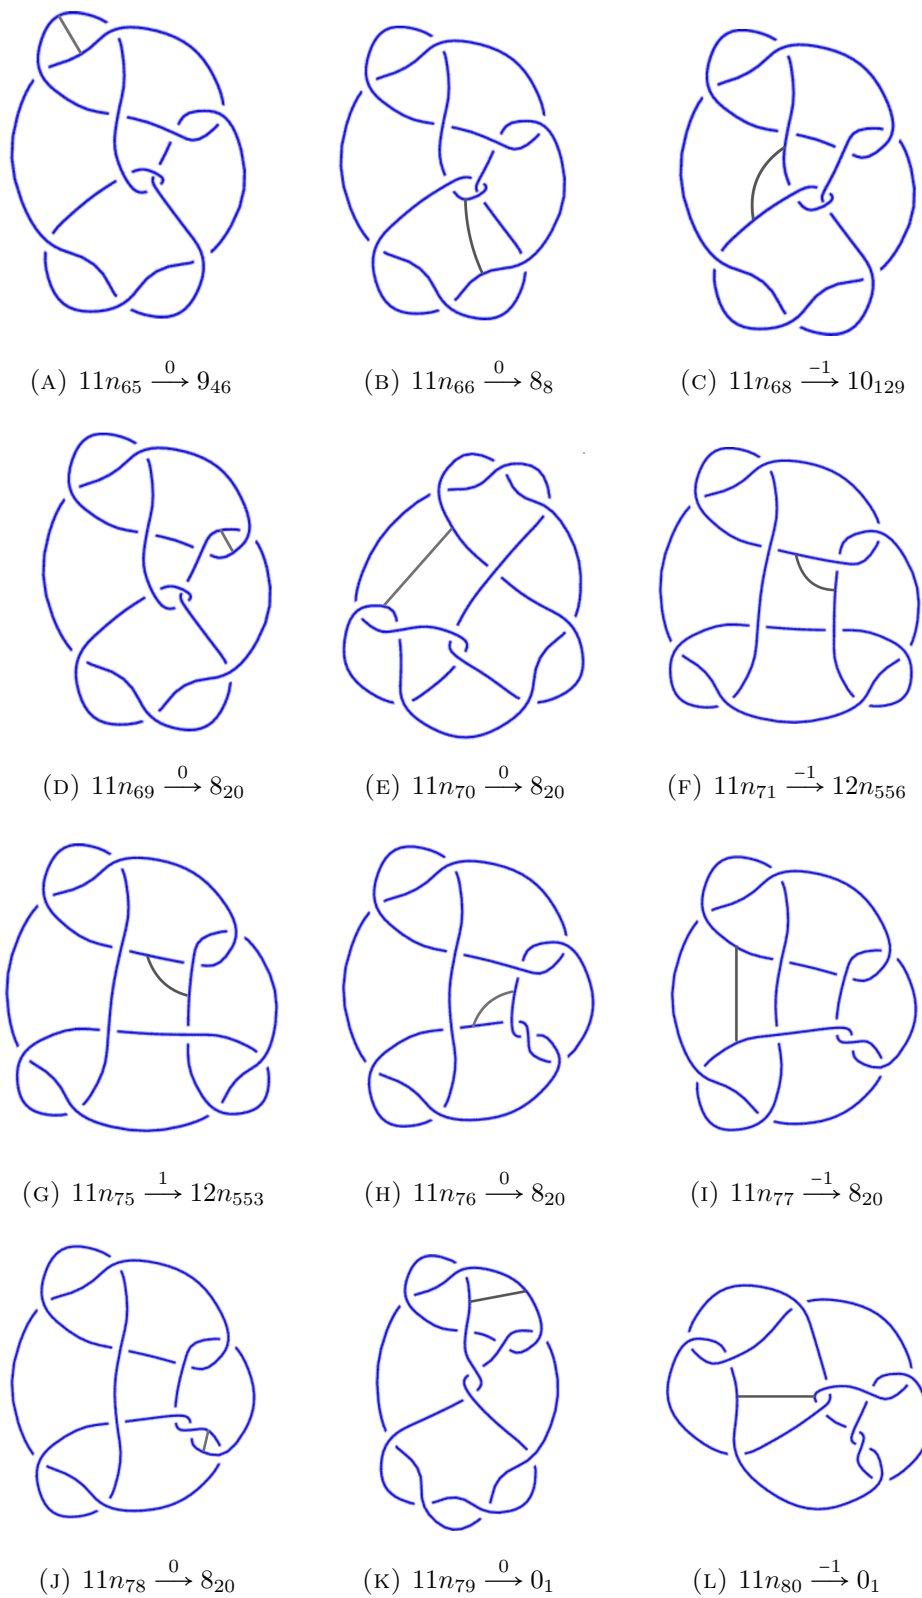 (A) 11n₆₅ —0→ 9₄₆ (B) 11n₆₆ —0→ 8₈ (C) 11n₆₈ —−1→ 10₁₂₉
(D) 11n₆₉ —0→ 8₂₀ (E) 11n₇₀ —0→ 8₂₀ (F) 11n₇₁ —−1→ 12n₅₅₆
(G) 11n₇₅ —1→ 12n₅₅₃ (H) 11n₇₆ —0→ 8₂₀ (I) 11n₇₇ —−1→ 8₂₀
(J) 11n₇₈ —0→ 8₂₀ (K) 11n₇₉ —0→ 0₁ (L) 11n₈₀ —−1→ 0₁